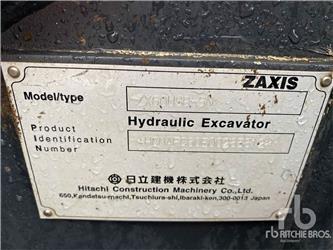 ZAXIS
Model/type
Hydraulic Excavator
Product
Identification
Number
日立建機株式会社
Hitachi Construction Machinery Co., Ltd.
650, Kandatsu-machi, Tsuchiura-shi, Ibaraki-ken, 300-0013 Japan
rb
RITCHIE BROS.